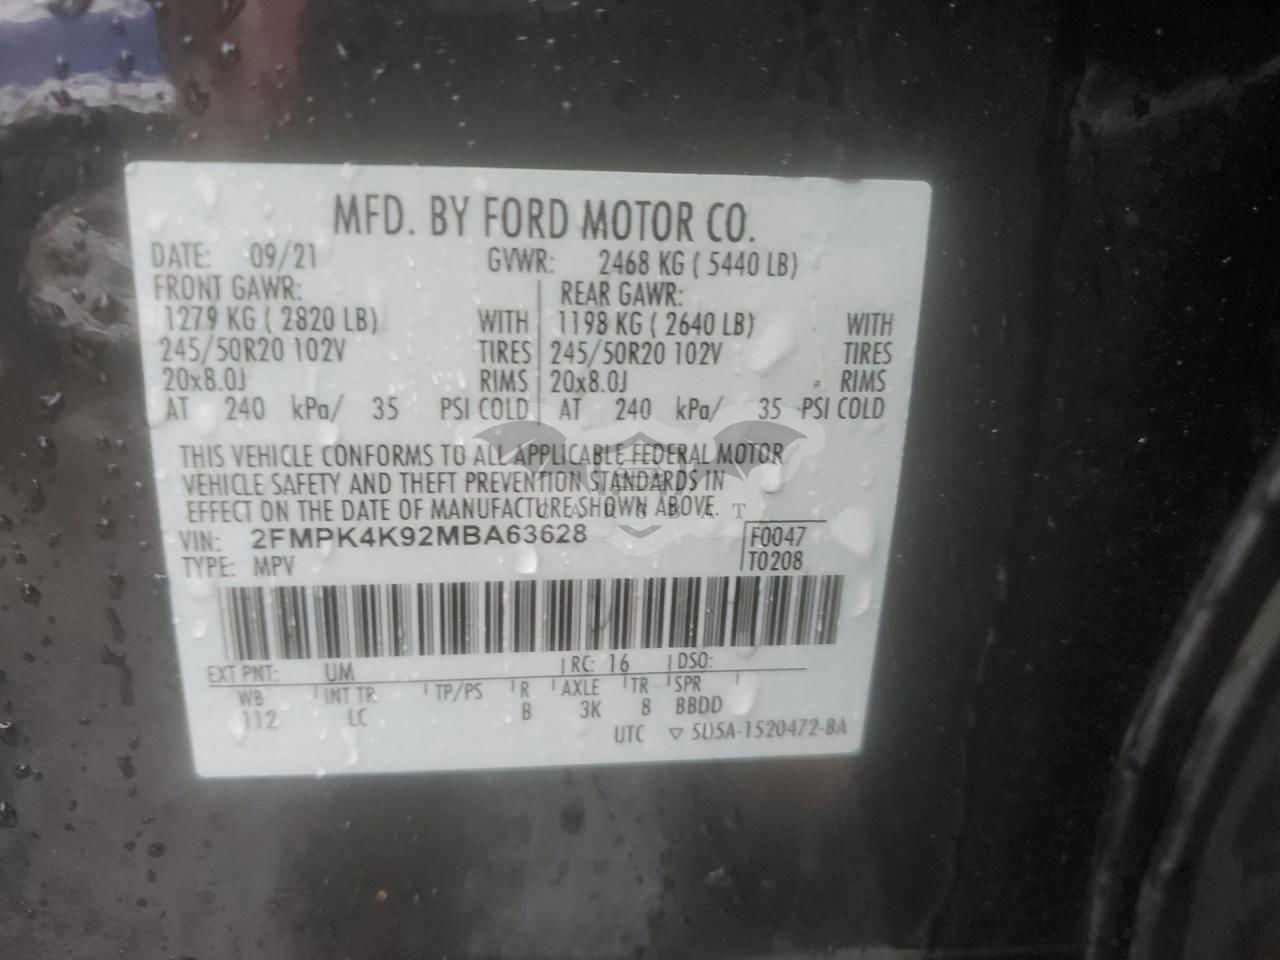 MFD. BY FORD MOTOR CO.
DATE: 09/21 GVWR: 2468 KG ( 5440 LB)
FRONT GAWR: REAR GAWR:
1279 KG ( 2820 LB) WITH 1198 KG ( 2640 LB) WITH
245/50R20 102V TIRES 245/50R20 102V TIRES
20x8.0J RIMS 20x8.0J RIMS
AT 240 kPa/ 35 PSI COLD AT 240 kPa/ 35 PSI COLD
THIS VEHICLE CONFORMS TO ALL APPLICABLE FEDERAL MOTOR
VEHICLE SAFETY AND THEFT PREVENTION STANDARDS IN
EFFECT ON THE DATE OF MANUFACTURE SHOWN ABOVE.
VIN: 2FMPK4K92MBA63628 F0047
TYPE: MPV T0208
EXT PNT: UM RC: 16 DSO:
WB INT TR TP/PS R AXLE TR SPR
112 LC B 3K 8 BBDD
UTC ▽ 5U5A-1520472-BA